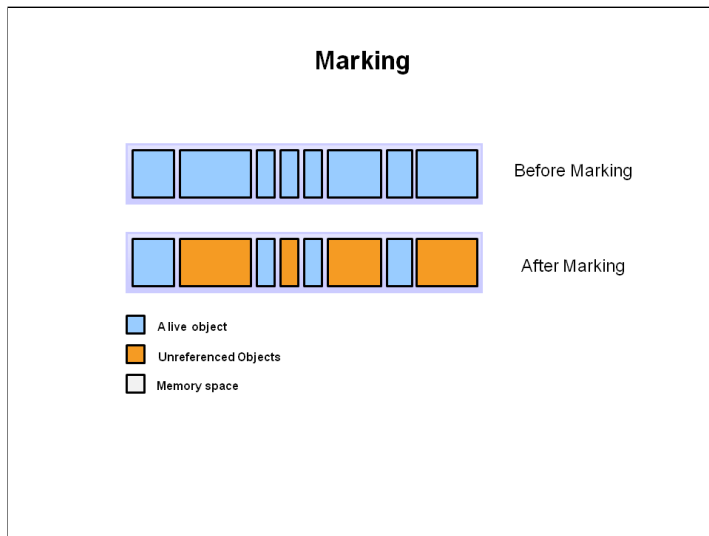 Marking
Before Marking
After Marking
A live object
Unreferenced Objects
Memory space